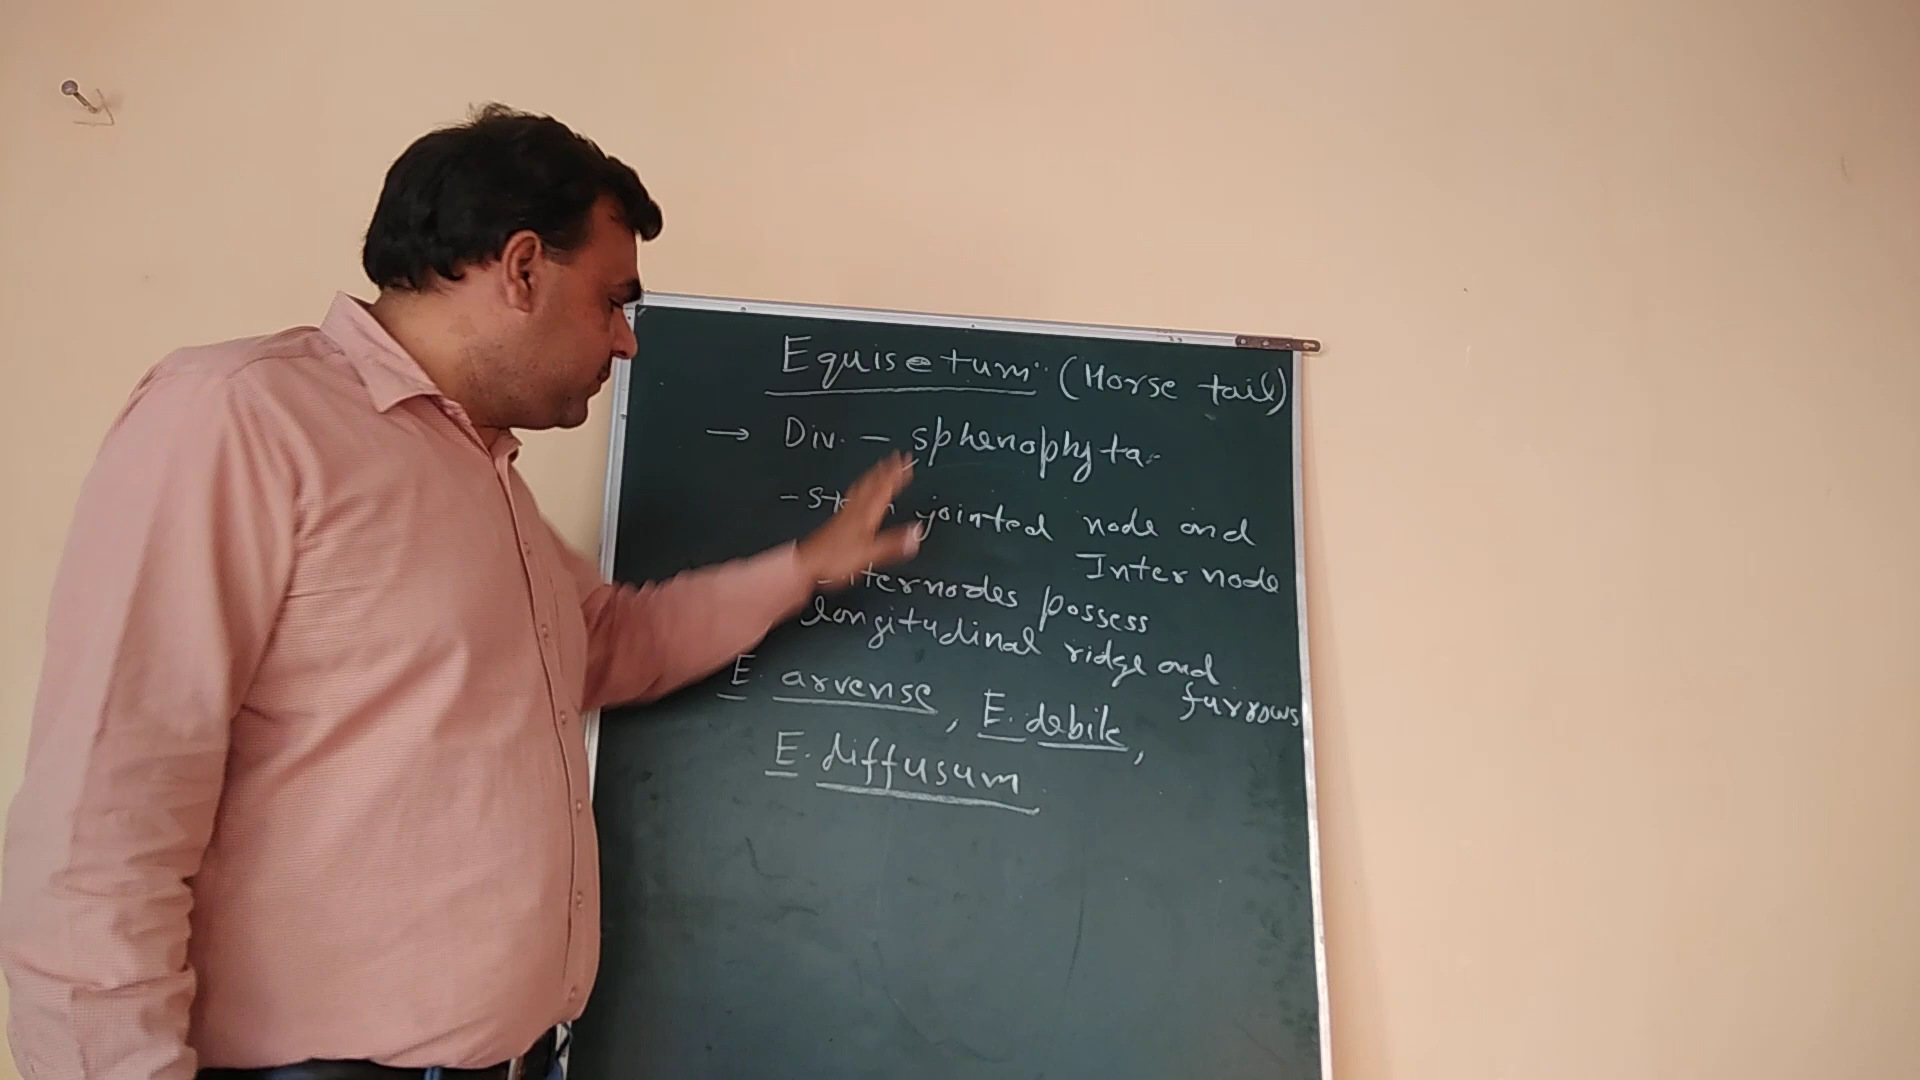 Equisetum (Horse tail)
→ Div. - sphenophyta
- Stem jointed node and
Internode
Internodes possess
longitudinal ridge and
furrows
E. arvense, E. debile,
E. diffusum